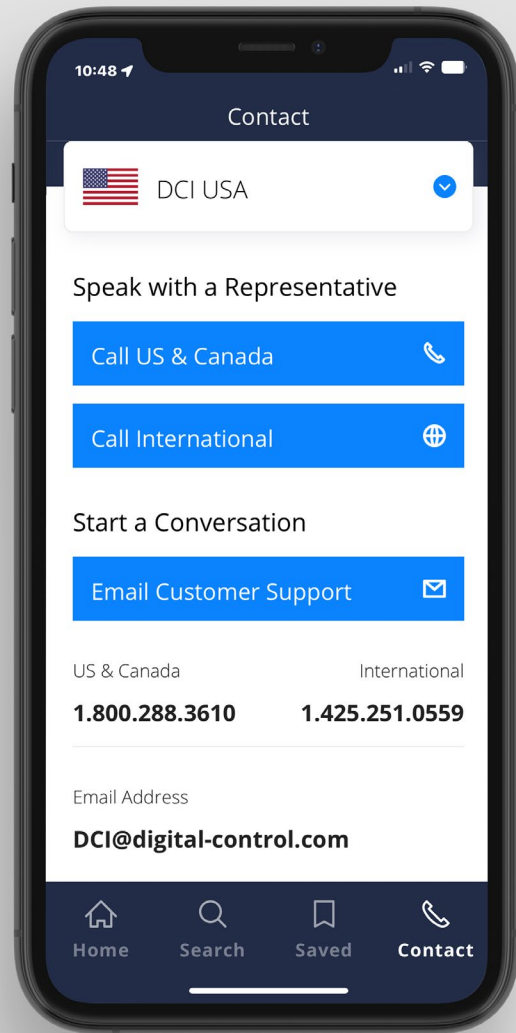 10:48
Contact
DCI USA
Speak with a Representative
Call US & Canada
Call International
Start a Conversation
Email Customer Support
US & Canada International
1.800.288.3610 1.425.251.0559
Email Address
DCI@digital-control.com
Home Search Saved Contact